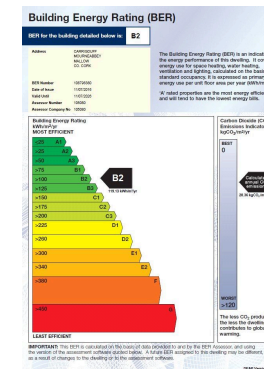 Building Energy Rating (BER)
BER for the building detailed below is: B2
Address
CARRIGDUFF
MOURNEABBEY
MALLOW
CO. CORK
BER Number
Date of Issue
Valid Until
Assessor Number
Assessor Company No
The Building Energy Rating (BER) is an indicat
the energy performance of this dwelling. It co
energy use for space heating, water heating,
ventilation and lighting, calculated on the basi
standard occupancy. It is expressed as primar
energy use per unit floor area per year (kWh/m
'A' rated properties are the most energy efficie
and will tend to have the lowest energy bills.
Building Energy Rating
kWh/m²/yr
MOST EFFICIENT
A1
>25 A2
>50 A3
>75 B1
>100 B2
B2
>125 B3
>150 C1
>175 C2
>200 C3
>225 D1
>260 D2
>300 E1
>340 E2
>380 F
>450 G
LEAST EFFICIENT
Carbon Dioxide (C
Emissions Indicato
kgCO₂/m²/yr
BEST
0
Calculate
annual C
emission
WORST
>120
The less CO₂ produ
the less the dwellin
contributes to globa
warming.
IMPORTANT: This BER is calculated on the basis of data provided to and by the BER Assessor, and using
the version of the assessment software quoted below. A future BER assigned to this dwelling may be different,
as a result of changes to the dwelling or to the assessment software.